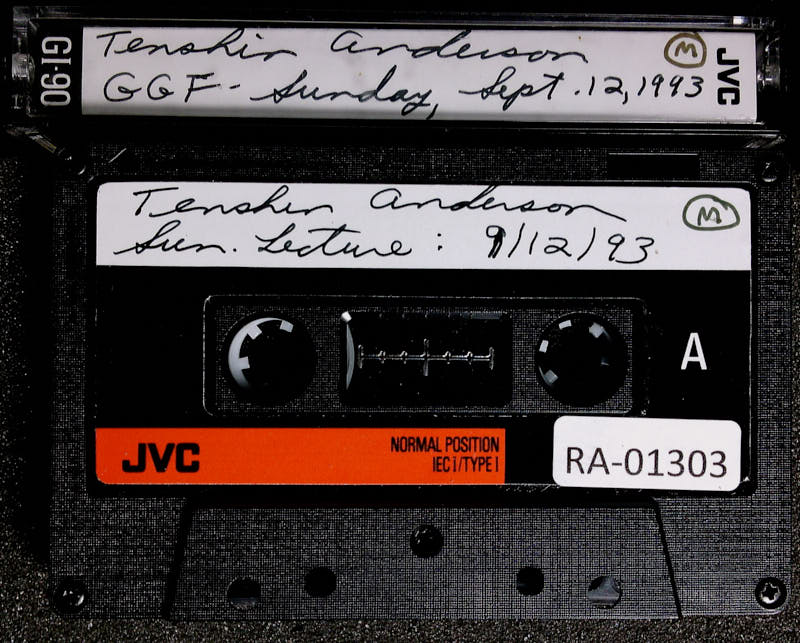 GI-90
Tenshin Anderson
GGF - Sunday, Sept. 12, 1993
M
JVC
Tenshin Anderson
M
Sun. Lecture: 9/12/93
A
JVC
NORMAL POSITION
IEC I/TYPE I
RA-01303